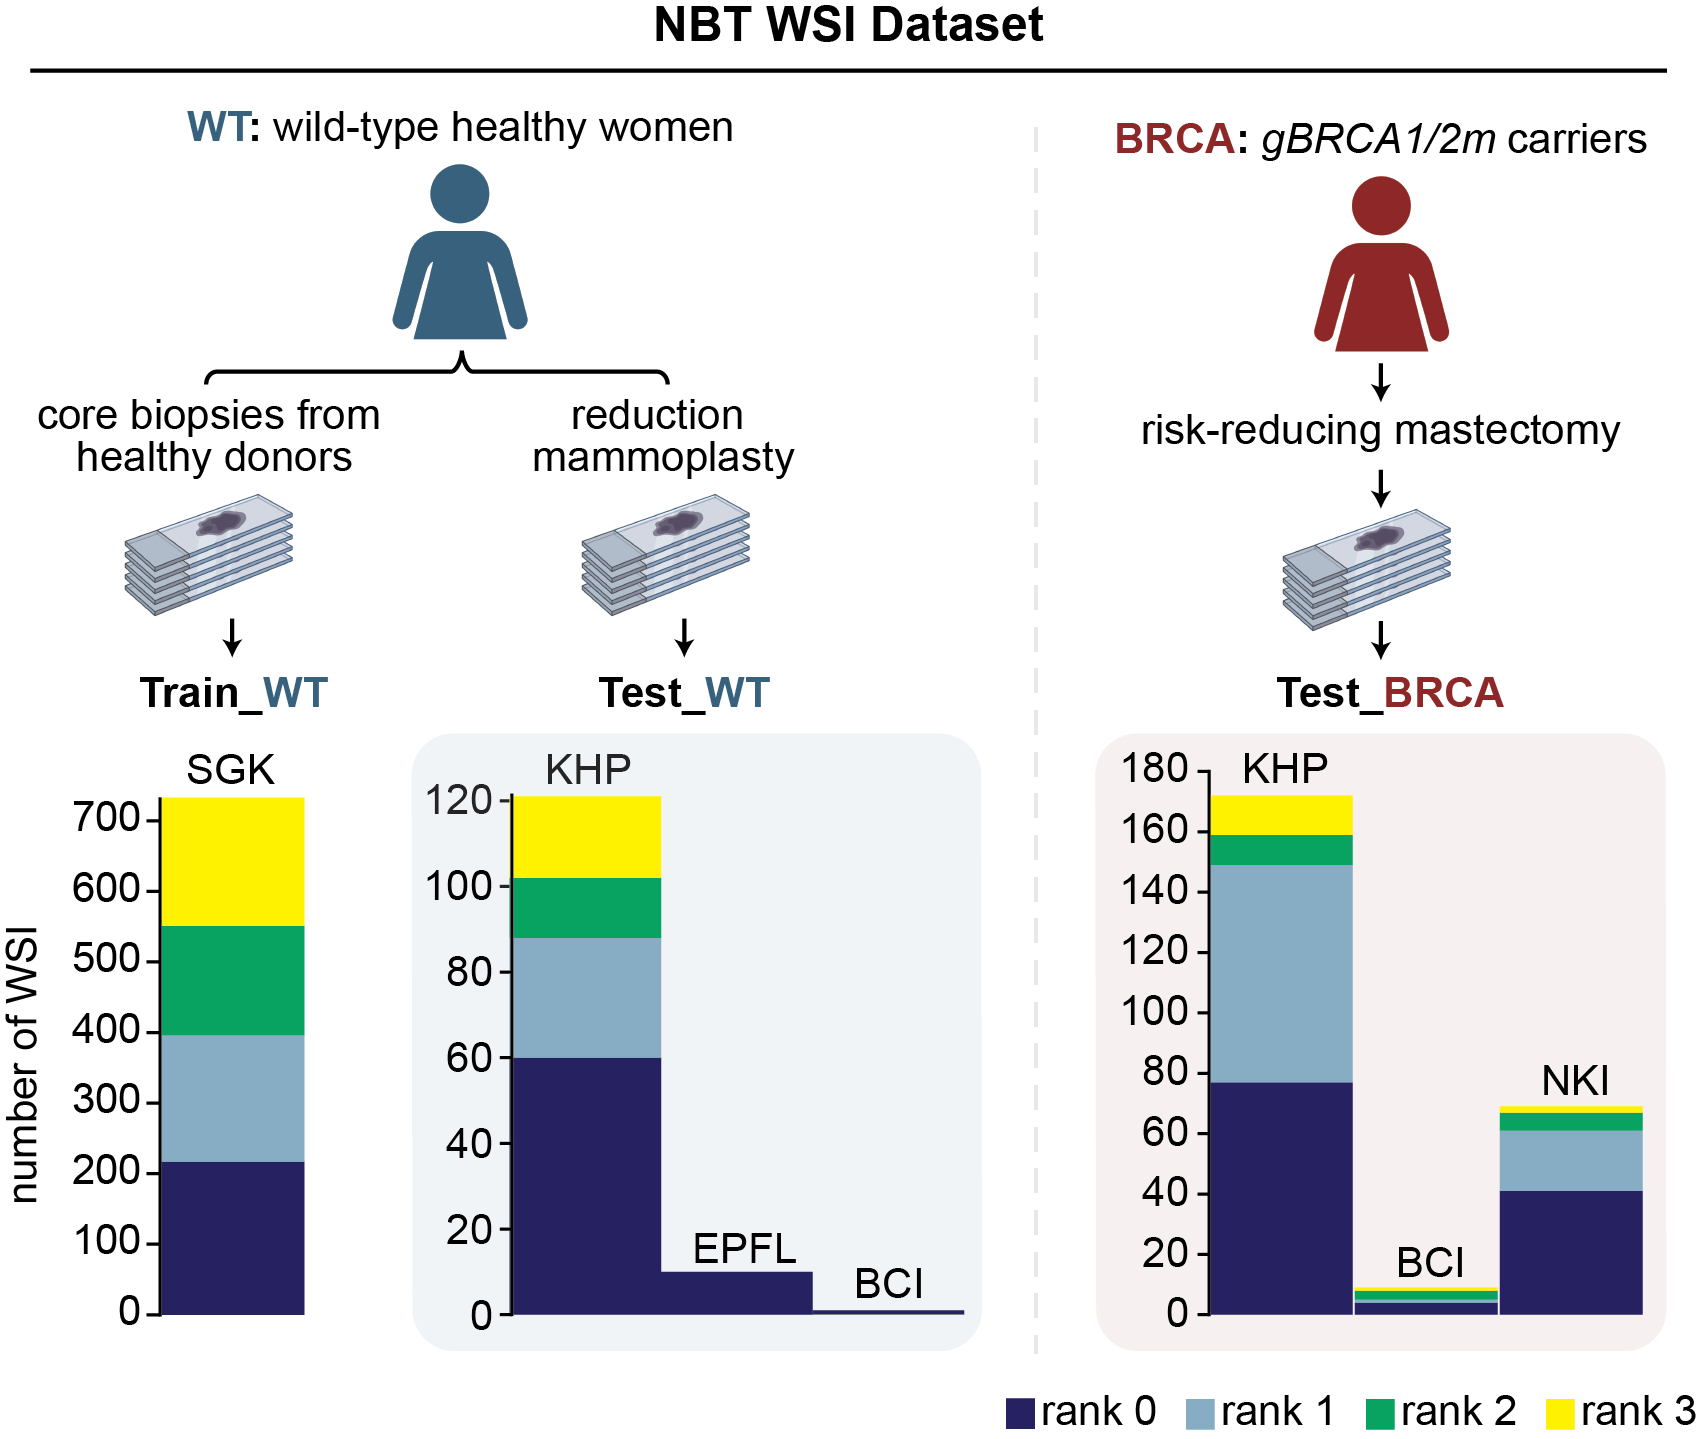 NBT WSI Dataset
WT: wild-type healthy women
core biopsies from
healthy donors
reduction
mammoplasty
Train_WT
Test_WT
BRCA: gBRCA1/2m carriers
risk-reducing mastectomy
Test_BRCA
number of WSI
SGK
700
600
500
400
300
200
100
0
KHP
120
100
80
60
40
20
0
EPFL
BCI
180
160
140
120
100
80
60
40
20
0
KHP
BCI
NKI
rank 0 rank 1 rank 2 rank 3